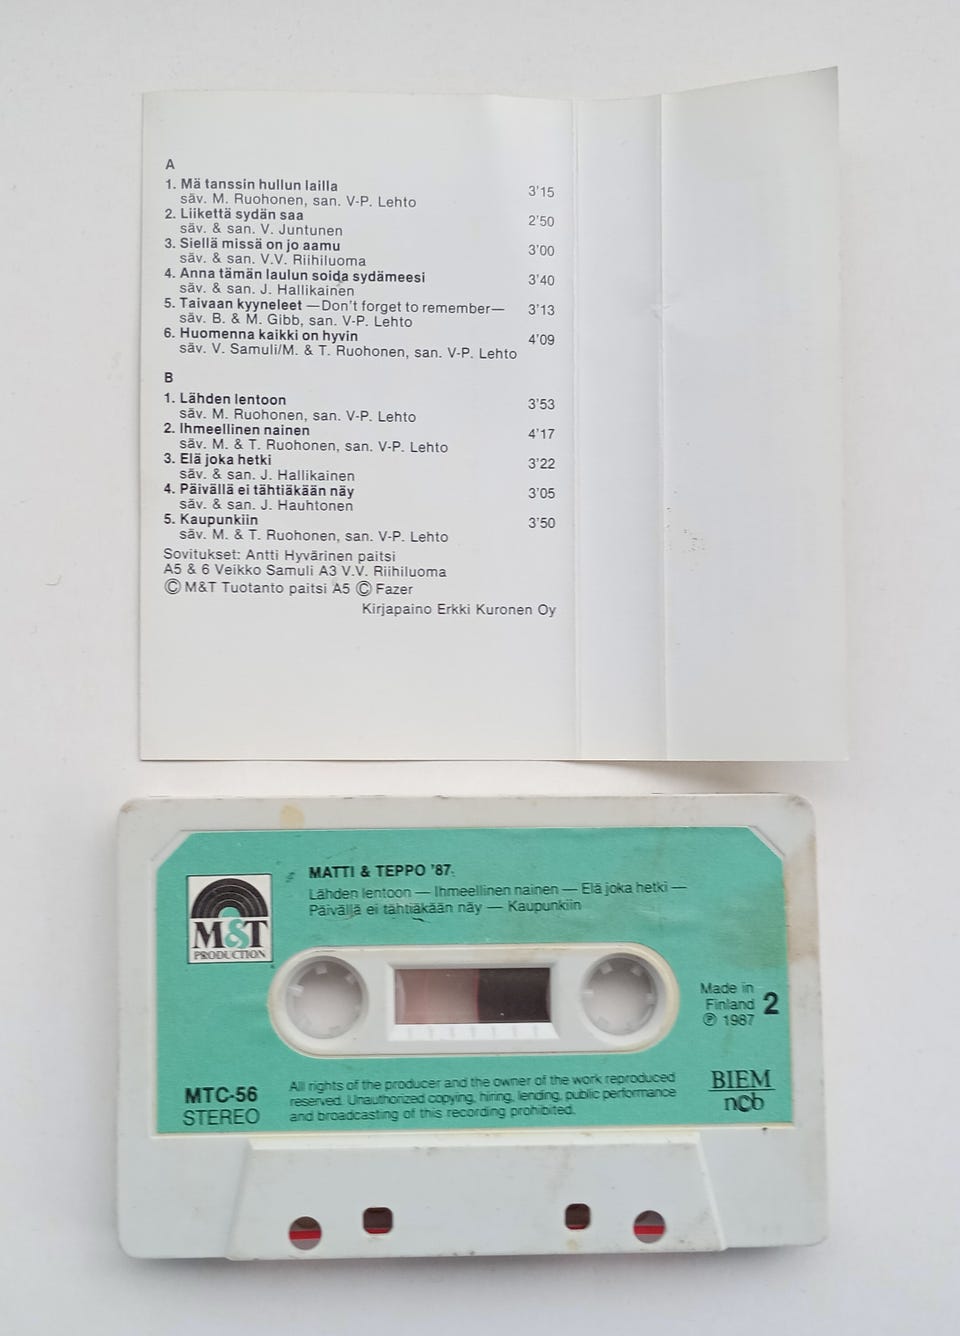 A
1. Mä tanssin hullun lailla 3'15
säv. M. Ruohonen, san. V-P. Lehto
2. Liikettä sydän saa 2'50
säv. & san. V. Juntunen
3. Siellä missä on jo aamu 3'00
säv. & san. V.V. Riihiluoma
4. Anna tämän laulun soida sydämeesi 3'40
säv. & san. J. Hallikainen
5. Taivaan kyyneleet —Don't forget to remember— 3'13
säv. B. & M. Gibb, san. V-P. Lehto
6. Huomenna kaikki on hyvin 4'09
säv. V. Samuli/M. & T. Ruohonen, san. V-P. Lehto
B
1. Lähden lentoon 3'53
säv. M. Ruohonen, san. V-P. Lehto
2. Ihmeellinen nainen 4'17
säv. M. & T. Ruohonen, san. V-P. Lehto
3. Elä joka hetki 3'22
säv. & san. J. Hallikainen
4. Päivällä ei tähtiäkään näy 3'05
säv. & san. J. Hauhtonen
5. Kaupunkiin 3'50
säv. M. & T. Ruohonen, san. V-P. Lehto
Sovitukset: Antti Hyvärinen paitsi
A5 & 6 Veikko Samuli A3 V.V. Riihiluoma
© M&T Tuotanto paitsi A5 © Fazer
Kirjapaino Erkki Kuronen Oy
MATTI & TEPPO '87:
Lähden lentoon — Ihmeellinen nainen — Elä joka hetki —
Päivällä ei tähtiäkään näy — Kaupunkiin
M&T
PRODUCTION
Made in
Finland 2
℗ 1987
MTC-56
STEREO
All rights of the producer and the owner of the work reproduced
reserved. Unauthorized copying, hiring, lending, public performance
and broadcasting of this recording prohibited.
BIEM
ncb